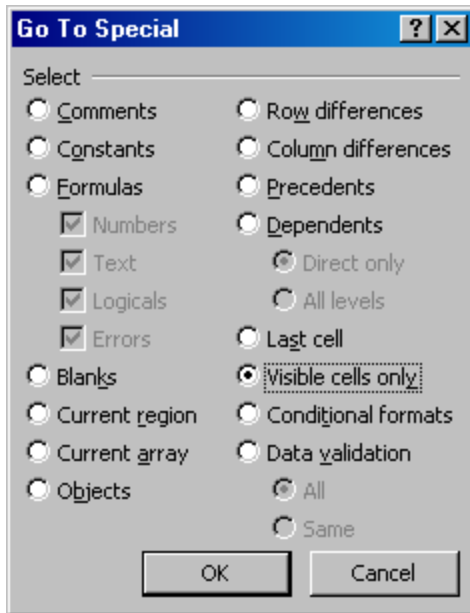 Go To Special
?
Select
Comments
Constants
Formulas
Numbers
Text
Logicals
Errors
Blanks
Current region
Current array
Objects
Row differences
Column differences
Precedents
Dependents
Direct only
All levels
Last cell
Visible cells only
Conditional formats
Data validation
All
Same
OK
Cancel